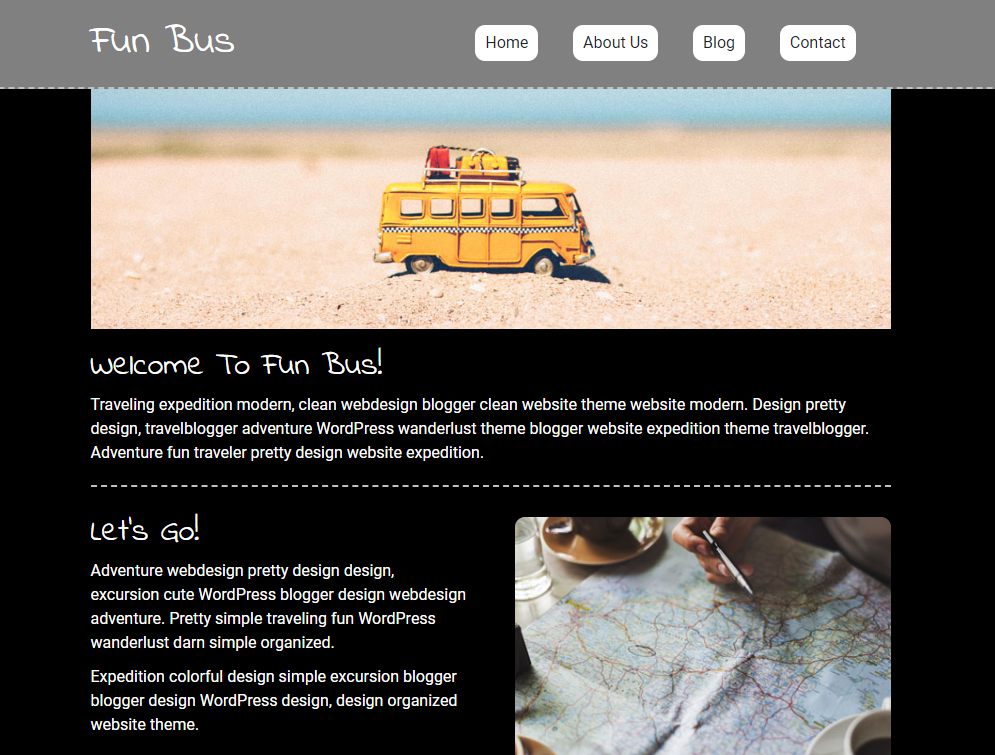 Fun Bus
Home
About Us
Blog
Contact
Welcome To Fun Bus!
Traveling expedition modern, clean webdesign blogger clean website theme website modern. Design pretty
design, travelblogger adventure WordPress wanderlust theme blogger website expedition theme travelblogger.
Adventure fun traveler pretty design website expedition.
Let's Go!
Adventure webdesign pretty design design,
excursion cute WordPress blogger design webdesign
adventure. Pretty simple traveling fun WordPress
wanderlust darn simple organized.
Expedition colorful design simple excursion blogger
blogger design WordPress design, design organized
website theme.